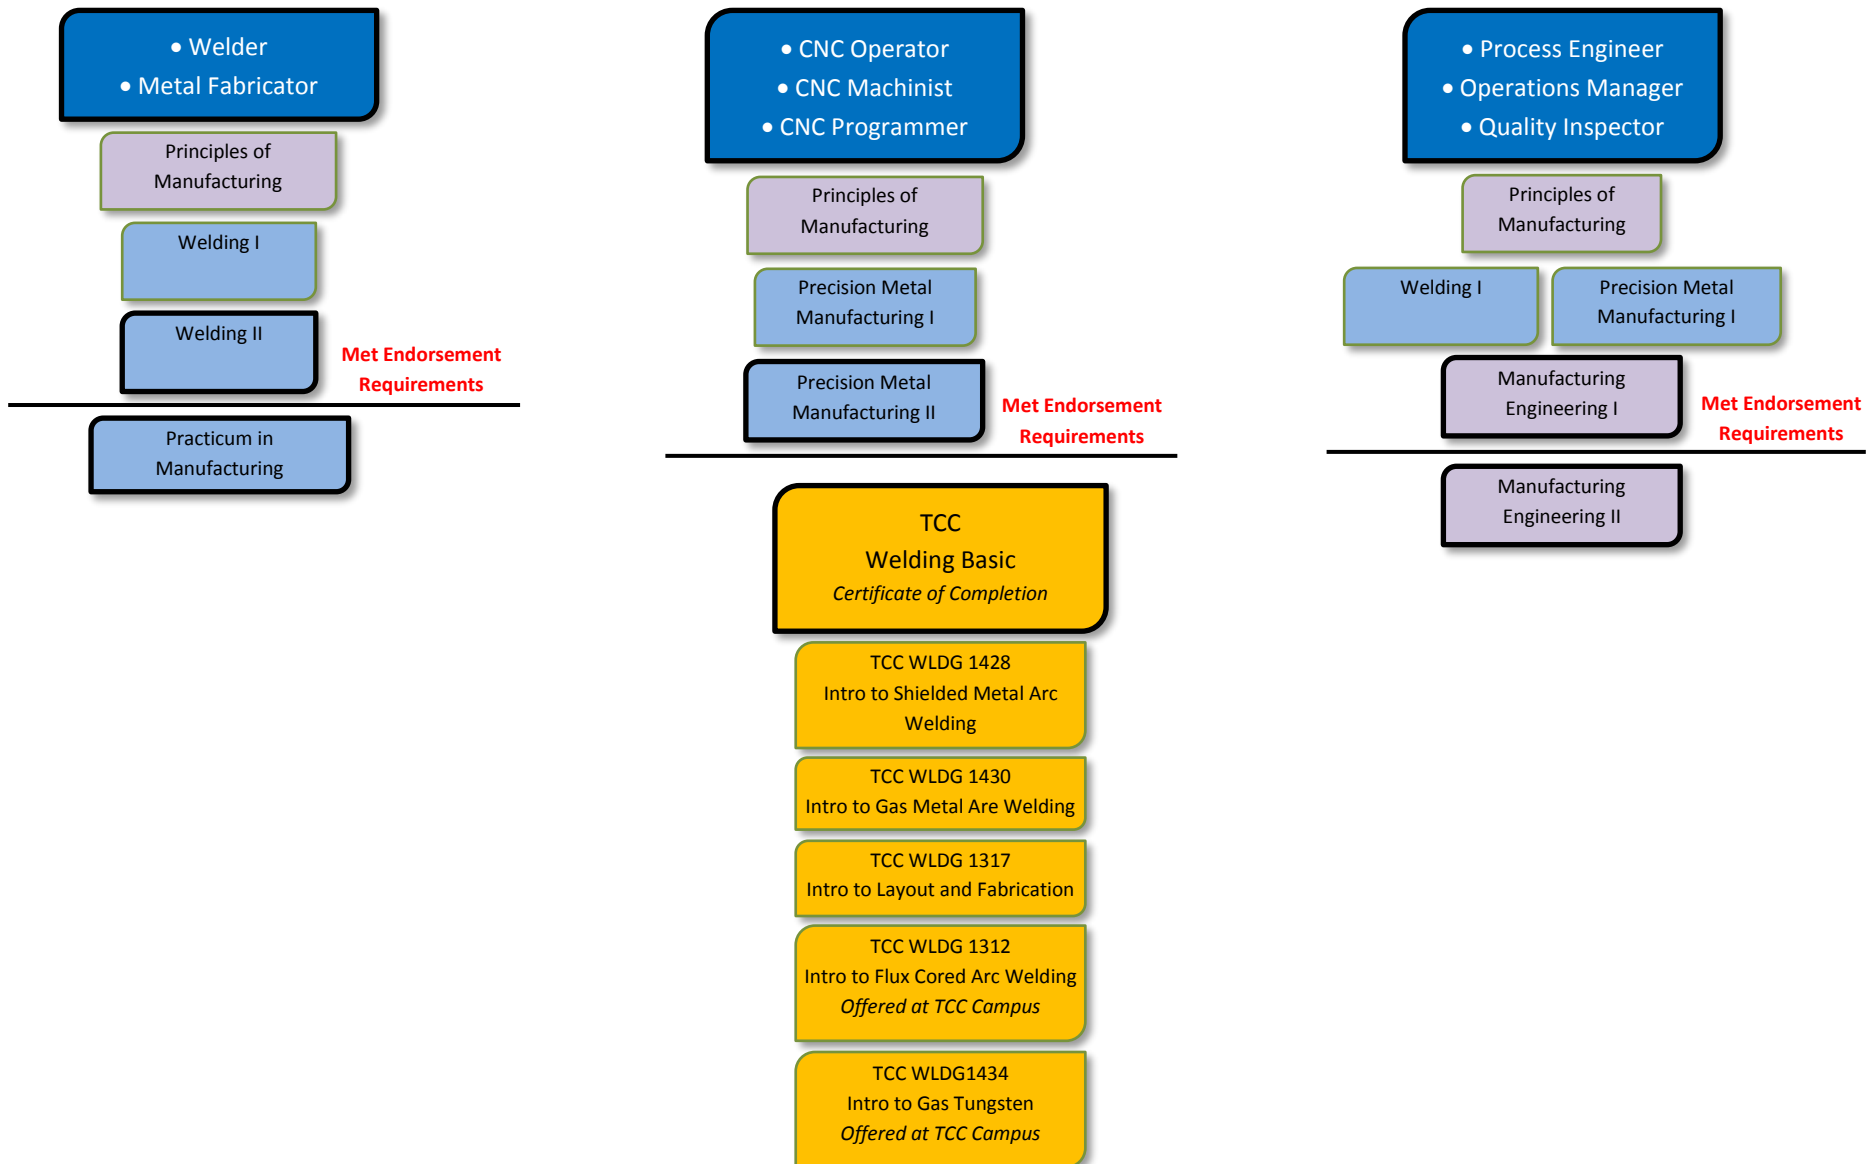 • Welder
• Metal Fabricator
Principles of
Manufacturing
Welding I
Welding II
Met Endorsement
Requirements
Practicum in
Manufacturing
• CNC Operator
• CNC Machinist
• CNC Programmer
Principles of
Manufacturing
Precision Metal
Manufacturing I
Precision Metal
Manufacturing II
Met Endorsement
Requirements
TCC
Welding Basic
Certificate of Completion
TCC WLDG 1428
Intro to Shielded Metal Arc
Welding
TCC WLDG 1430
Intro to Gas Metal Are Welding
TCC WLDG 1317
Intro to Layout and Fabrication
TCC WLDG 1312
Intro to Flux Cored Arc Welding
Offered at TCC Campus
TCC WLDG1434
Intro to Gas Tungsten
Offered at TCC Campus
• Process Engineer
• Operations Manager
• Quality Inspector
Principles of
Manufacturing
Welding I
Precision Metal
Manufacturing I
Manufacturing
Engineering I
Met Endorsement
Requirements
Manufacturing
Engineering II